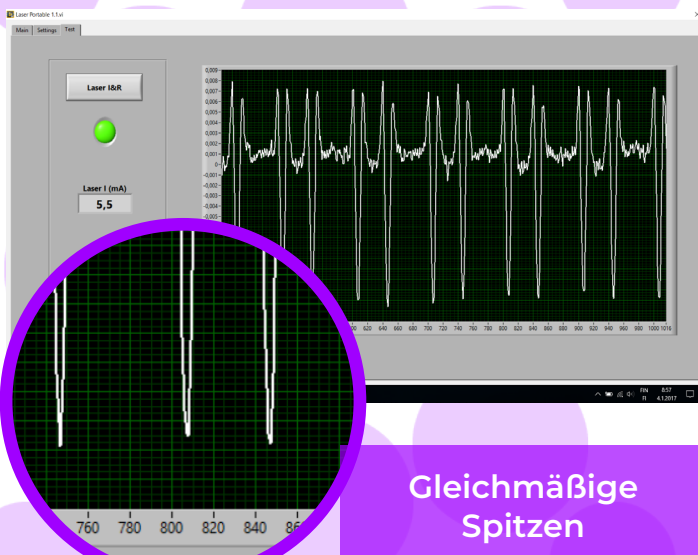 Laser Portable 1.1.vi
Main Settings Test
Laser I&R
Laser I (mA)
5,5
0,009
0,008
0,007
0,006
0,005
0,004
0,003
0,002
0,001
0
-0,001
-0,002
-0,003
-0,004
-0,005
620 640 660 680 700 720 740 760 780 800 820 840 860 880 900 920 940 960 980 1000 1016
FIN 8:57
FI 4.1.2017
760 780 800 820 840
Gleichmäßige
Spitzen